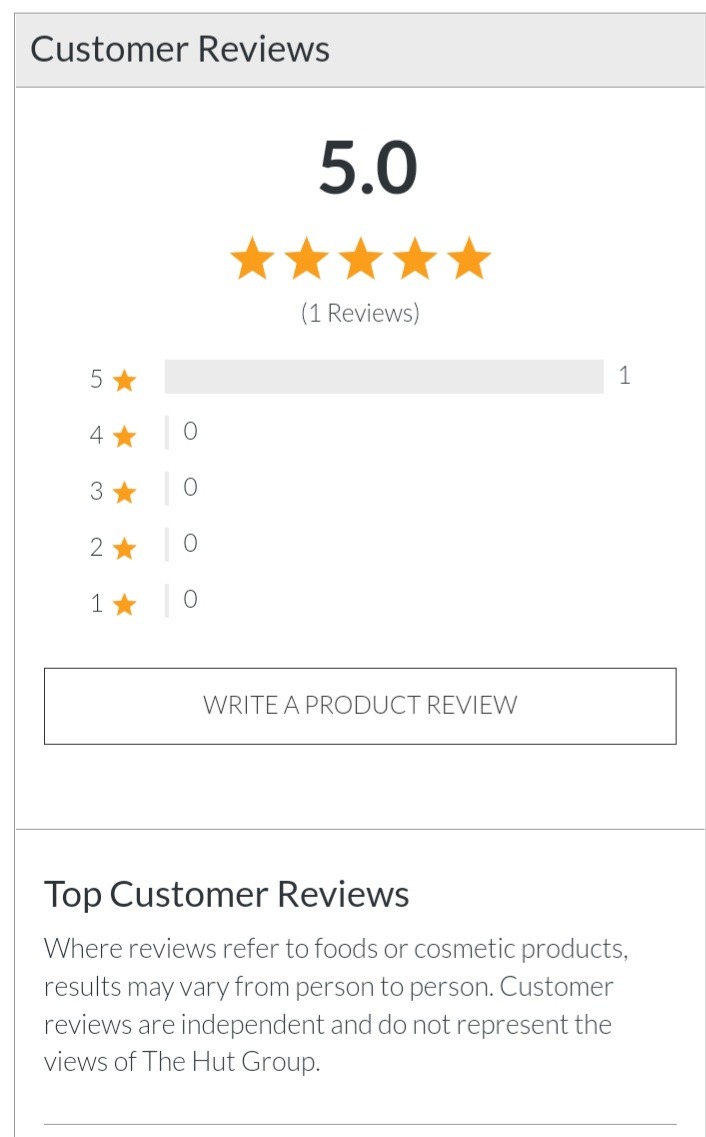 Customer Reviews
5.0
(1 Reviews)
5 1
4 0
3 0
2 0
1 0
WRITE A PRODUCT REVIEW
Top Customer Reviews
Where reviews refer to foods or cosmetic products,
results may vary from person to person. Customer
reviews are independent and do not represent the
views of The Hut Group.